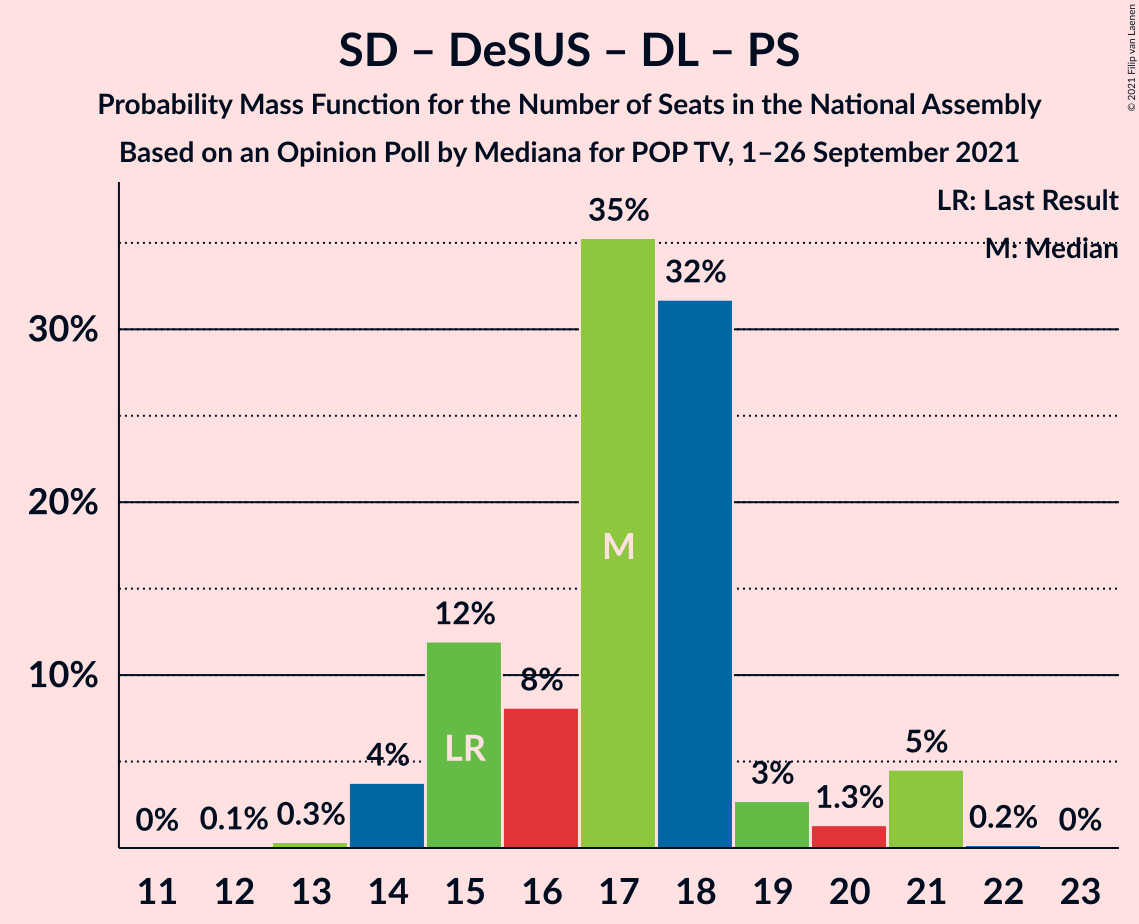 SD – DeSUS – DL – PS
Probability Mass Function for the Number of Seats in the National Assembly
Based on an Opinion Poll by Mediana for POP TV, 1–26 September 2021
© 2021 Filip van Laenen
LR: Last Result
M: Median
30%
20%
10%
0%
0.1%
0.3%
4%
12%
8%
35%
32%
3%
1.3%
5%
0.2%
0%
LR
M
11 12 13 14 15 16 17 18 19 20 21 22 23